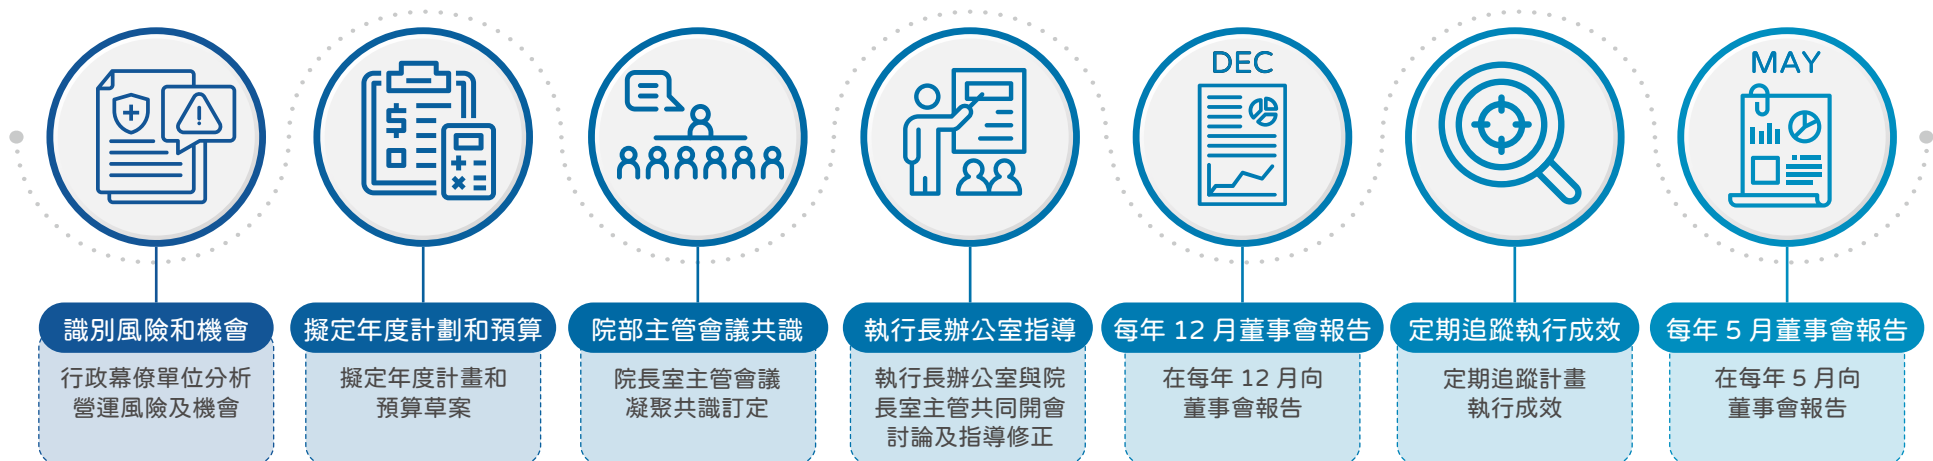 DEC
MAY
識別風險和機會
行政幕僚單位分析
營運風險及機會
擬定年度計劃和預算
擬定年度計畫和
預算草案
院部主管會議共識
院長室主管會議
凝聚共識訂定
執行長辦公室指導
執行長辦公室與院
長室主管共同開會
討論及指導修正
每年 12 月董事會報告
在每年 12 月向
董事會報告
定期追蹤執行成效
定期追蹤計畫
執行成效
每年 5 月董事會報告
在每年 5 月向
董事會報告